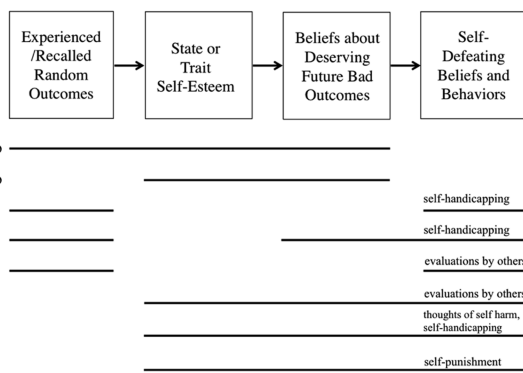 Experienced
/Recalled
Random
Outcomes
State or
Trait
Self-Esteem
Beliefs about
Deserving
Future Bad
Outcomes
Self-
Defeating
Beliefs and
Behaviors
self-handicapping
self-handicapping
evaluations by others
evaluations by others
thoughts of self harm,
self-handicapping
self-punishment